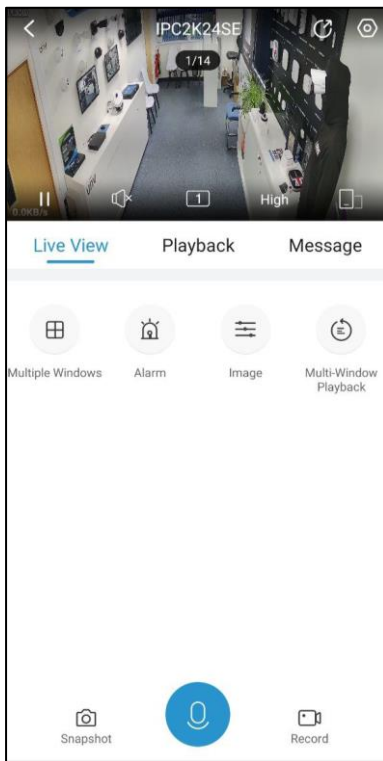 IPC2K24SE
1/14
0.0KB/s
1
High
Live View
Playback
Message
Multiple Windows
Alarm
Image
Multi-Window
Playback
Snapshot
Record